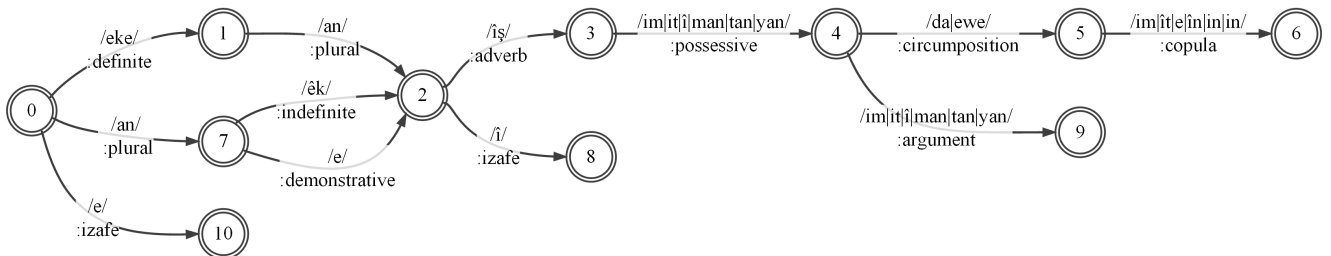 0
/eke/
:definite
1
/an/
:plural
/an/
:plural
7
/êk/
:indefinite
/e/
:demonstrative
2
/e/
:izafe
10
/îş/
:adverb
3
/î/
:izafe
8
/im|it|î|man|tan|yan/
:possessive
4
/da|ewe/
:circumposition
5
/im|ît|e|în|in|in/
:copula
6
/im|it|î|man|tan|yan/
:argument
9